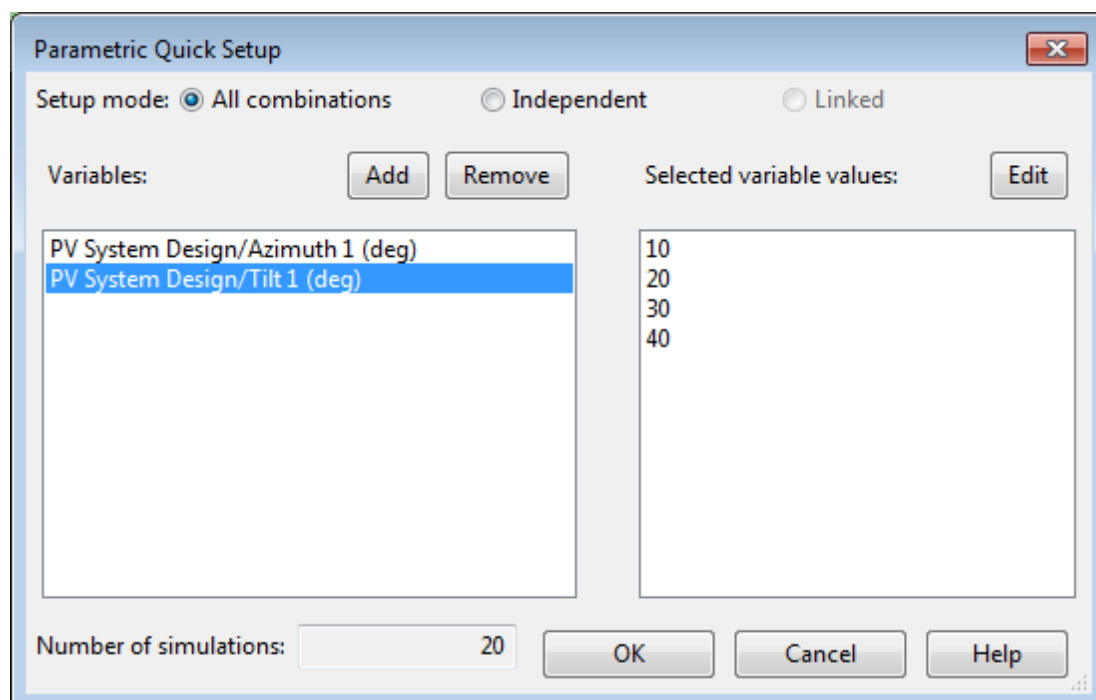 Parametric Quick Setup
Setup mode: All combinations Independent Linked
Variables: Add Remove Selected variable values: Edit
PV System Design/Azimuth 1 (deg)
PV System Design/Tilt 1 (deg)
10
20
30
40
Number of simulations: 20 OK Cancel Help